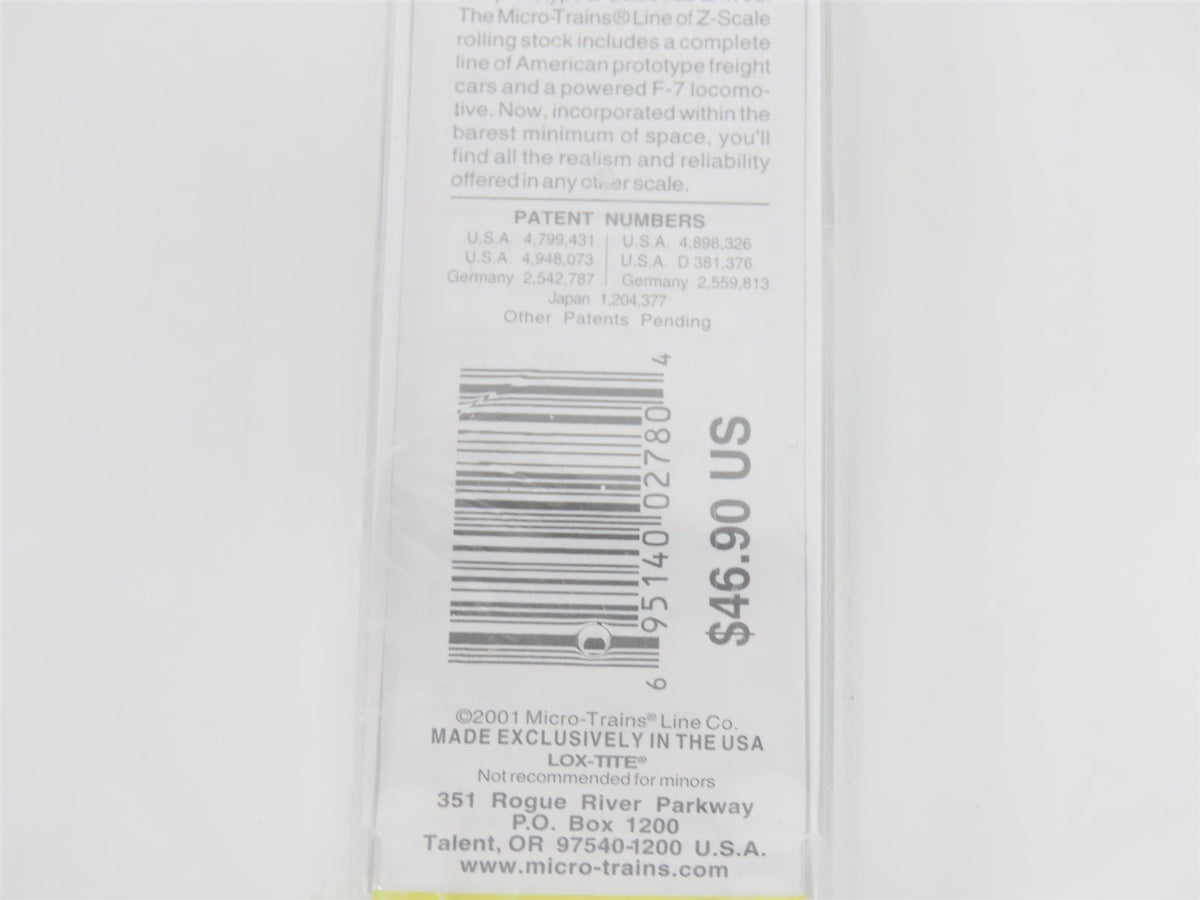 The Micro-Trains® Line of Z-Scale
rolling stock includes a complete
line of American prototype freight
cars and a powered F-7 locomo-
tive. Now, incorporated within the
barest minimum of space, you'll
find all the realism and reliability
offered in any other scale.
PATENT NUMBERS
U.S.A. 4,799,431 U.S.A. 4,898,326
U.S.A. 4,948,073 U.S.A. D 381,376
Germany 2,542,787 Germany 2,559,813
Japan 1,204,377
Other Patents Pending
6 95140 02780 4
$46.90 US
©2001 Micro-Trains® Line Co.
MADE EXCLUSIVELY IN THE USA
LOX-TITE®
Not recommended for minors
351 Rogue River Parkway
P.O. Box 1200
Talent, OR 97540-1200 U.S.A.
www.micro-trains.com